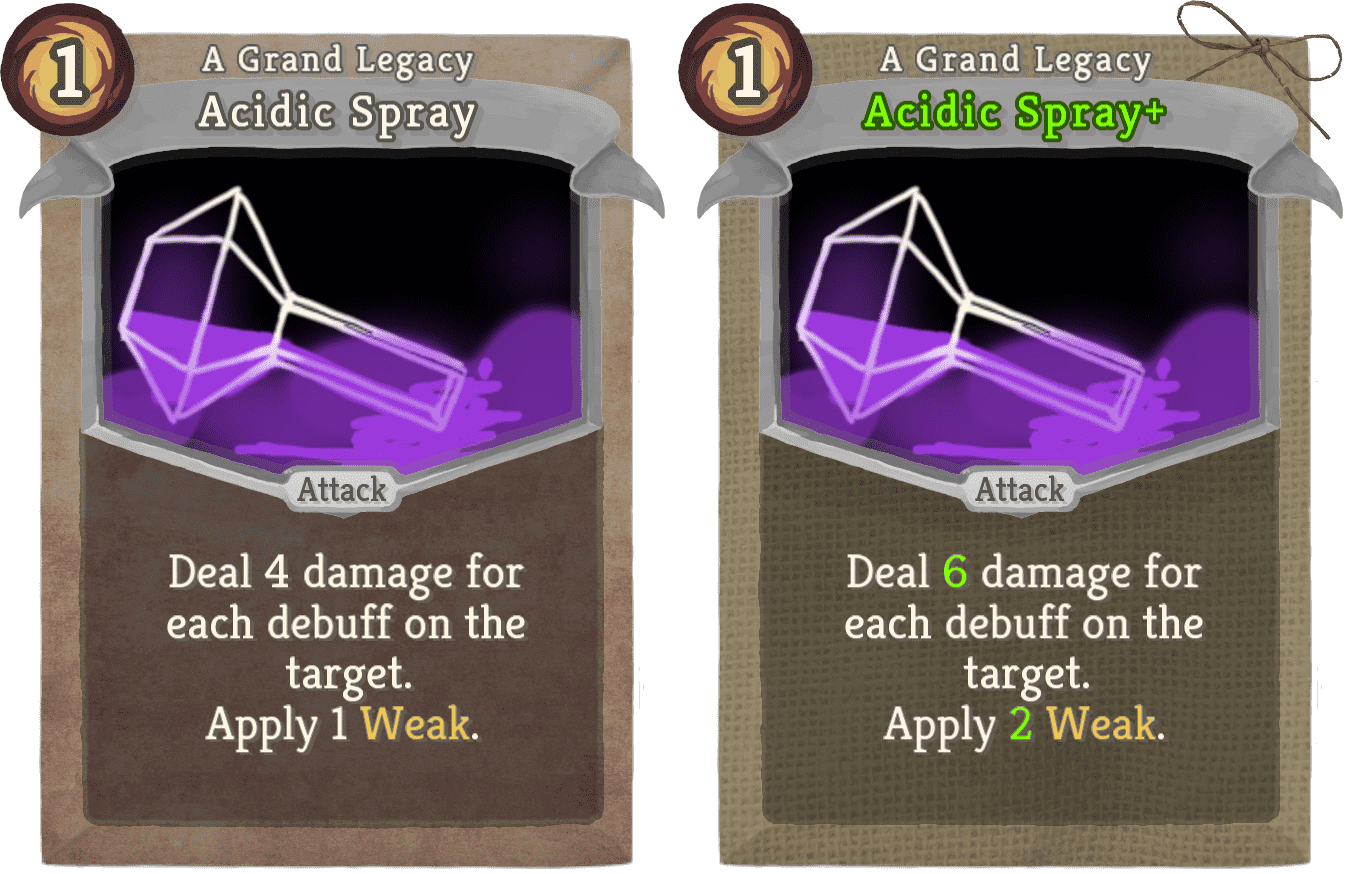 1
A Grand Legacy
Acidic Spray
Attack
Deal 4 damage for
each debuff on the
target.
Apply 1 Weak.
1
A Grand Legacy
Acidic Spray+
Attack
Deal 6 damage for
each debuff on the
target.
Apply 2 Weak.